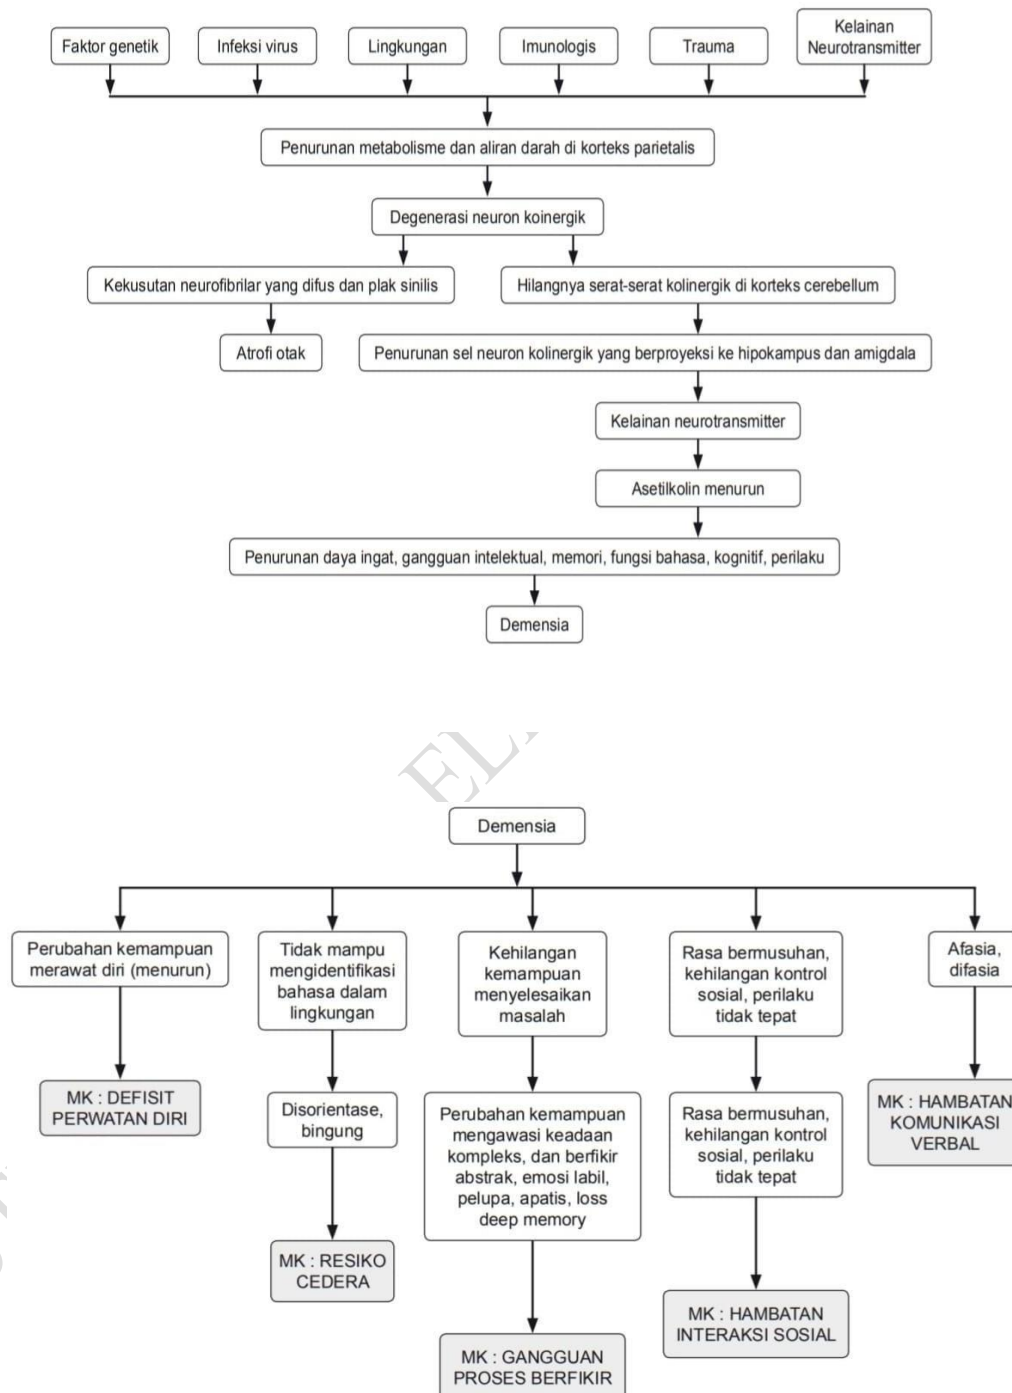 Faktor genetik
Infeksi virus
Lingkungan
Imunologis
Trauma
Kelainan
Neurotransmitter
Penurunan metabolisme dan aliran darah di korteks parietalis
Degenerasi neuron koinergik
Kekusutan neurofibrilar yang difus dan plak sinilis
Hilangnya serat-serat kolinergik di korteks cerebellum
Atrofi otak
Penurunan sel neuron kolinergik yang berproyeksi ke hipokampus dan amigdala
Kelainan neurotransmitter
Asetilkolin menurun
Penurunan daya ingat, gangguan intelektual, memori, fungsi bahasa, kognitif, perilaku
Demensia
Demensia
Perubahan kemampuan
merawat diri (menurun)
Tidak mampu
mengidentifikasi
bahasa dalam
lingkungan
Kehilangan
kemampuan
menyelesaikan
masalah
Rasa bermusuhan,
kehilangan kontrol
sosial, perilaku
tidak tepat
Afasia,
difasia
MK : DEFISIT
PERWATAN DIRI
Disorientase,
bingung
Perubahan kemampuan
mengawasi keadaan
kompleks, dan berfikir
abstrak, emosi labil,
pelupa, apatis, loss
deep memory
Rasa bermusuhan,
kehilangan kontrol
sosial, perilaku
tidak tepat
MK : HAMBATAN
KOMUNIKASI
VERBAL
MK : RESIKO
CEDERA
MK : HAMBATAN
INTERAKSI SOSIAL
MK : GANGGUAN
PROSES BERFIKIR